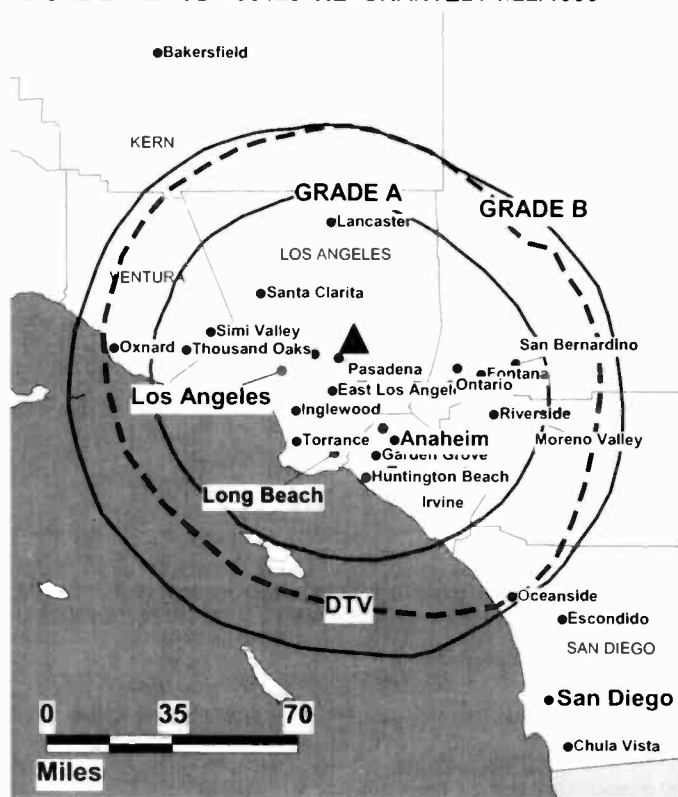 Bakersfield
KERN
GRADE A
GRADE B
Lancaster
LOS ANGELES
VENTURA
Santa Clarita
Simi Valley
San Bernardino
Oxnard
Thousand Oaks
Pasadena
Fontana
Ontario
Los Angeles
East Los Angel
Inglewood
Riverside
Torrance
Anaheim
Moreno Valley
Garden Grove
Long Beach
Huntington Beach
Irvine
DTV
Oceanside
Escondido
SAN DIEGO
San Diego
0 35 70
Miles
Chula Vista